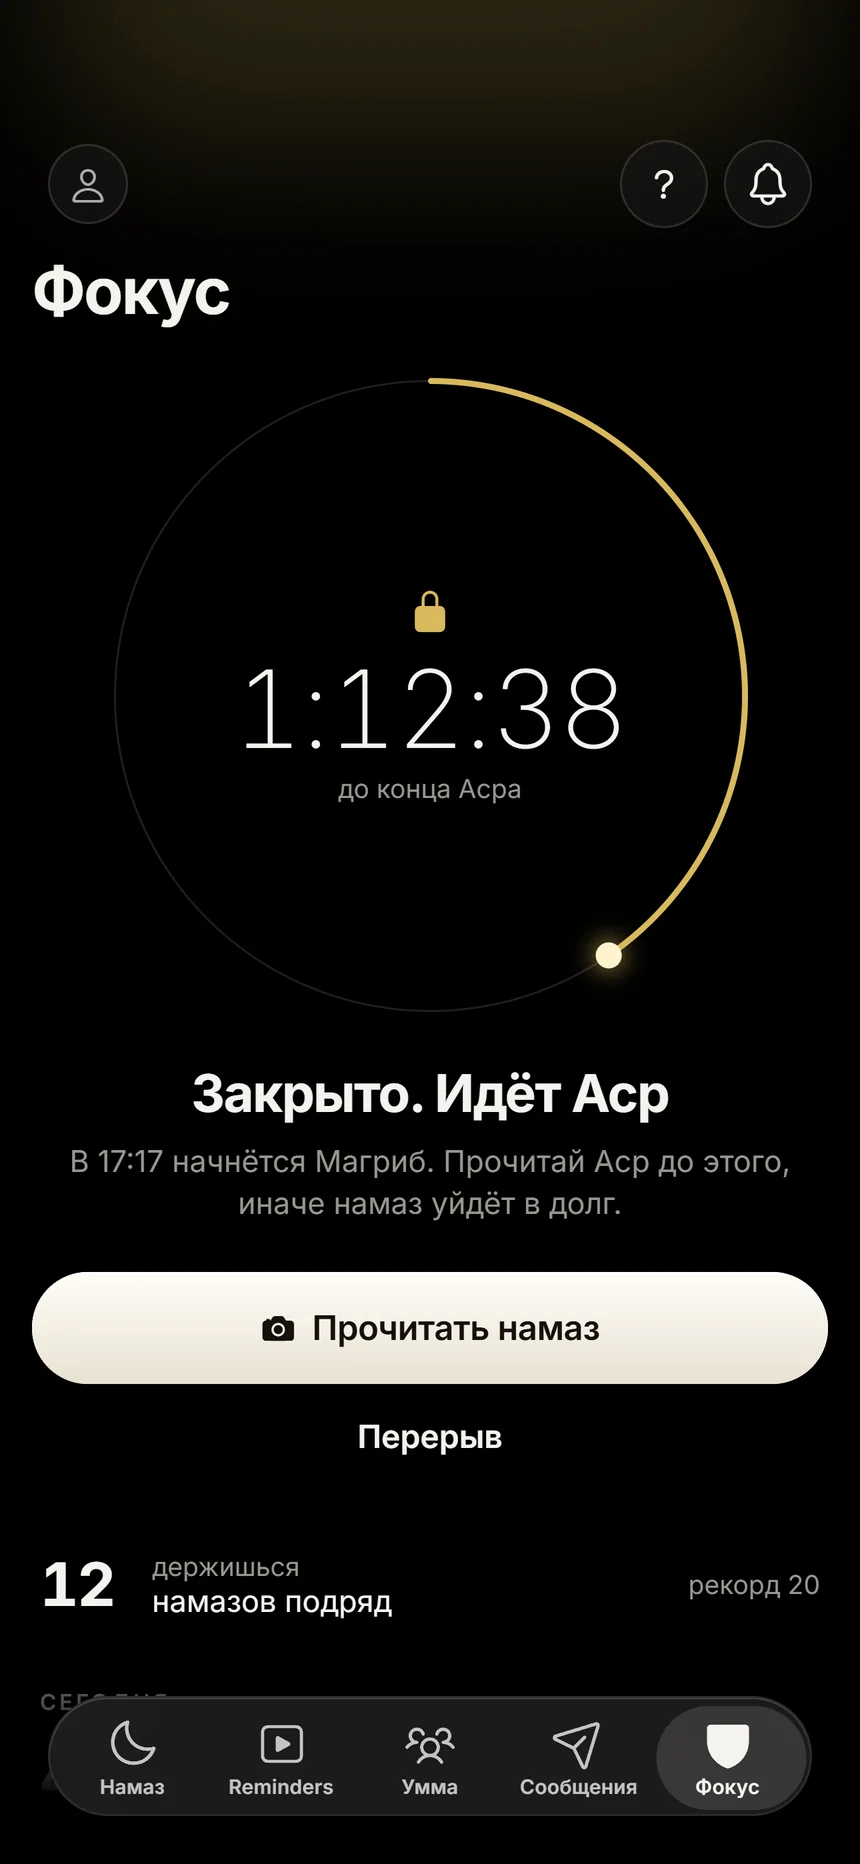 ?
Фокус
1:12:38
до конца Асра
Закрыто. Идёт Аср
В 17:17 начнётся Магриб. Прочитай Аср до этого,
иначе намаз уйдёт в долг.
Прочитать намаз
Перерыв
12
держишься
намазов подряд
рекорд 20
СЕГОДНЯ
Намаз
Reminders
Умма
Сообщения
Фокус